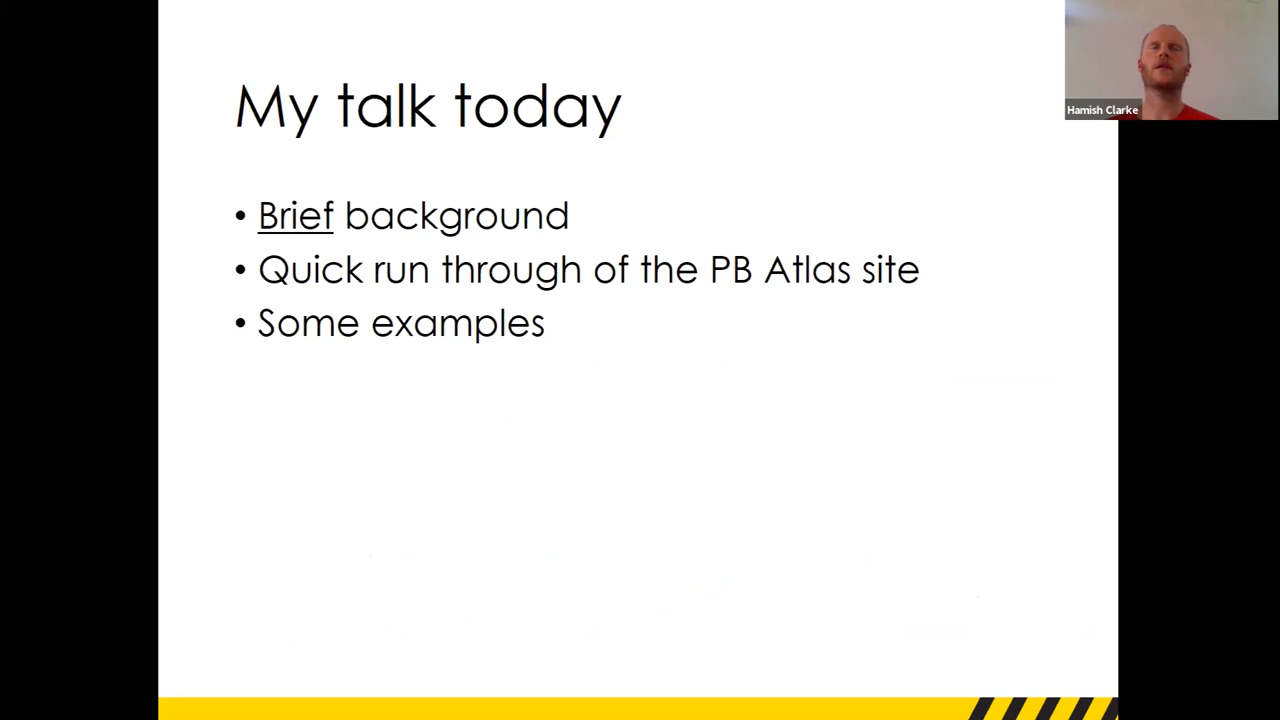 My talk today
• Brief background
• Quick run through of the PB Atlas site
• Some examples
Hamish Clarke